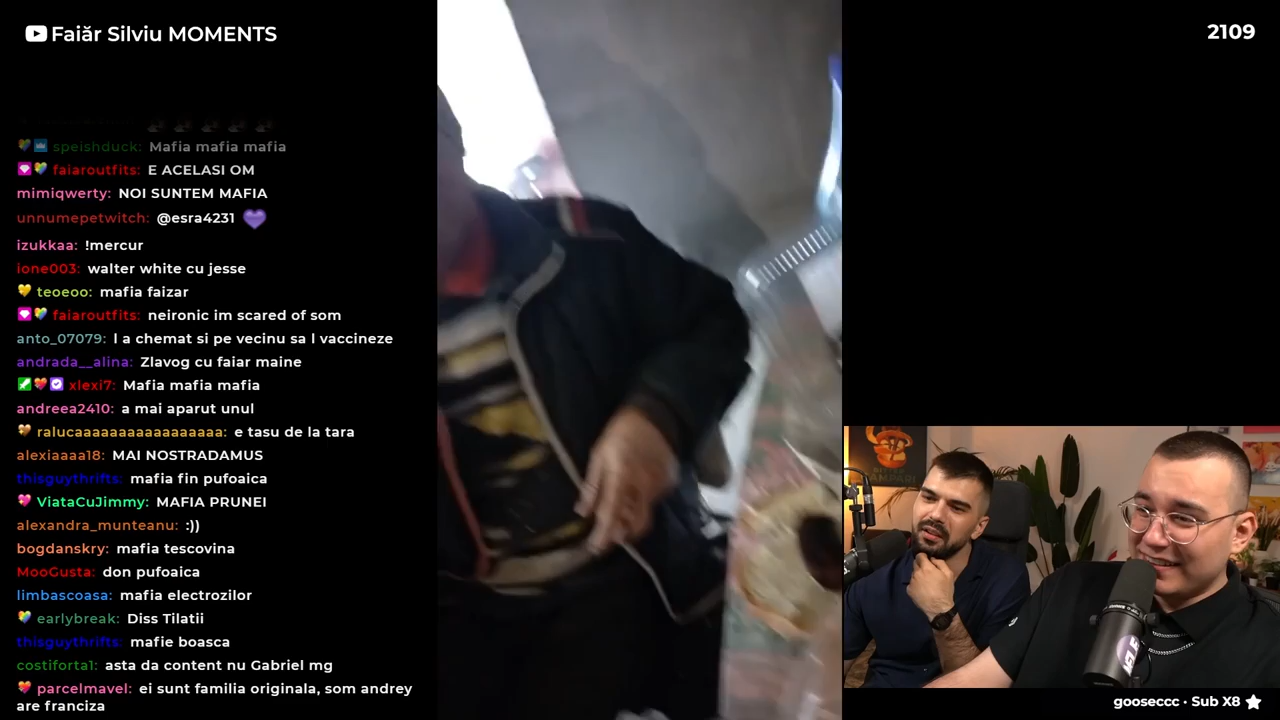 Faiăr Silviu MOMENTS
2109
speishduck: Mafia mafia mafia
faiaroutfits: E ACELASI OM
mimiqwerty: NOI SUNTEM MAFIA
unnumepetwitch: @esra4231
izukkaa: !mercur
ione003: walter white cu jesse
teoeoo: mafia faizar
faiaroutfits: neironic im scared of som
anto_07079: l a chemat si pe vecinu sa l vaccineze
andrada__alina: Zlavog cu faiar maine
xlexi7: Mafia mafia mafia
andreea2410: a mai aparut unul
ralucaaaaaaaaaaaaaaaaa: e tasu de la tara
alexiaaaa18: MAI NOSTRADAMUS
thisguythrifts: mafia fin pufoaica
ViataCuJimmy: MAFIA PRUNEI
alexandra_munteanu: :))
bogdanskry: mafia tescovina
MooGusta: don pufoaica
limbascoasa: mafia electrozilor
earlybreak: Diss Tilatii
thisguythrifts: mafie boasca
costiforta1: asta da content nu Gabriel mg
parcelmavel: ei sunt familia originala, som andrey
are franciza
gooseccc · Sub X8